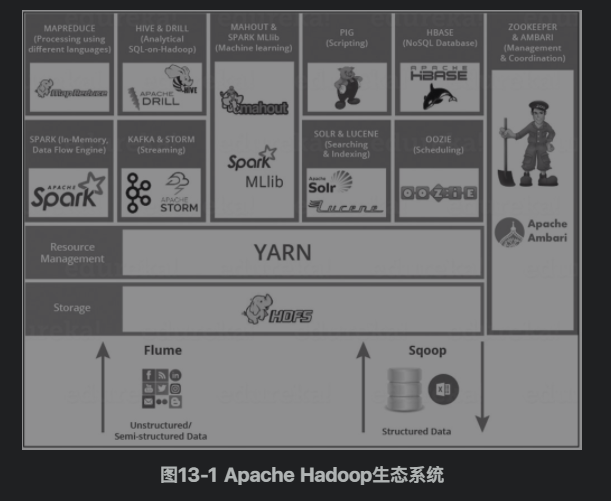 MAPREDUCE
(Processing using
different languages)
MapReduce
HIVE & DRILL
(Analytical
SQL-on-Hadoop)
HIVE
APACHE
DRILL
MAHOUT &
SPARK MLlib
(Machine learning)
mahout
Spark
MLlib
PIG
(Scripting)
HBASE
(NoSQL Database)
APACHE
HBASE
ZOOKEEPER
& AMBARI
(Management
& Coordination)
Apache
Ambari
SPARK (In-Memory,
Data Flow Engine)
APACHE
Spark
KAFKA & STORM
(Streaming)
APACHE
STORM
SOLR & LUCENE
(Searching
& Indexing)
Apache
Solr
Lucene
OOZIE
(Scheduling)
OOZIE
Resource
Management
YARN
Storage
HDFS
Flume
Unstructured/
Semi-structured Data
Sqoop
Structured Data
图13-1 Apache Hadoop生态系统